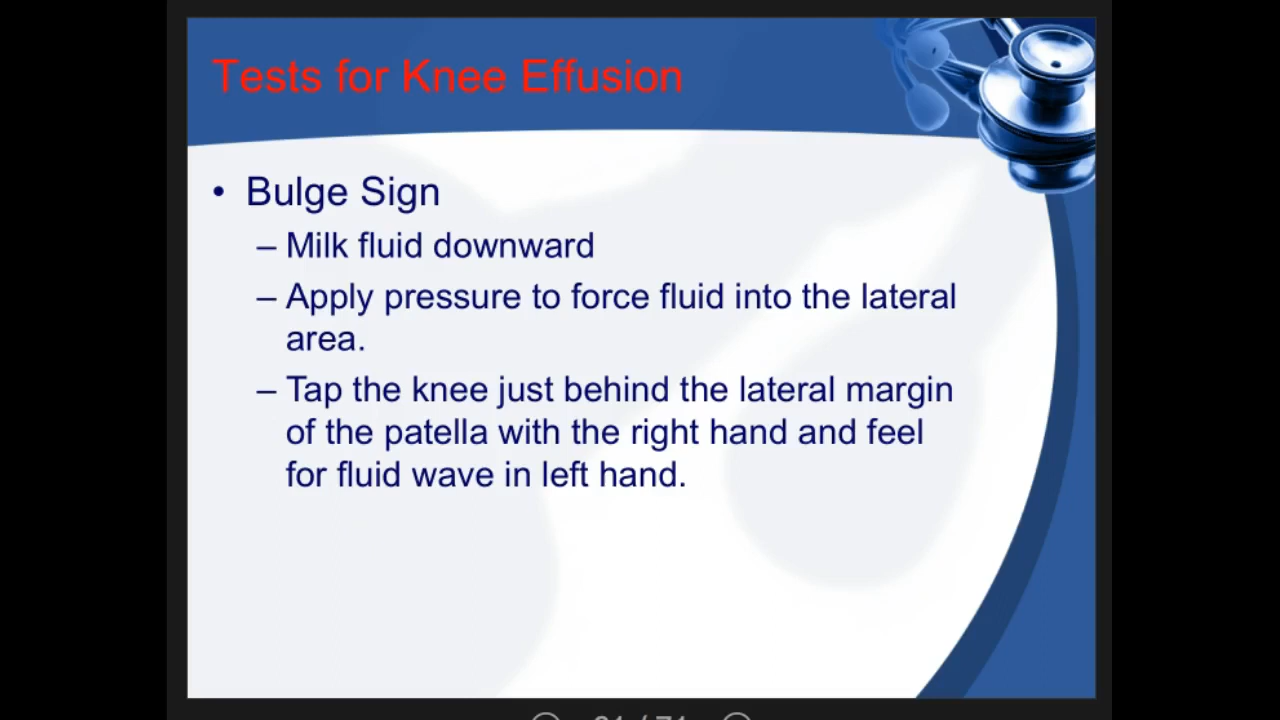 Tests for Knee Effusion
• Bulge Sign
– Milk fluid downward
– Apply pressure to force fluid into the lateral
area.
– Tap the knee just behind the lateral margin
of the patella with the right hand and feel
for fluid wave in left hand.